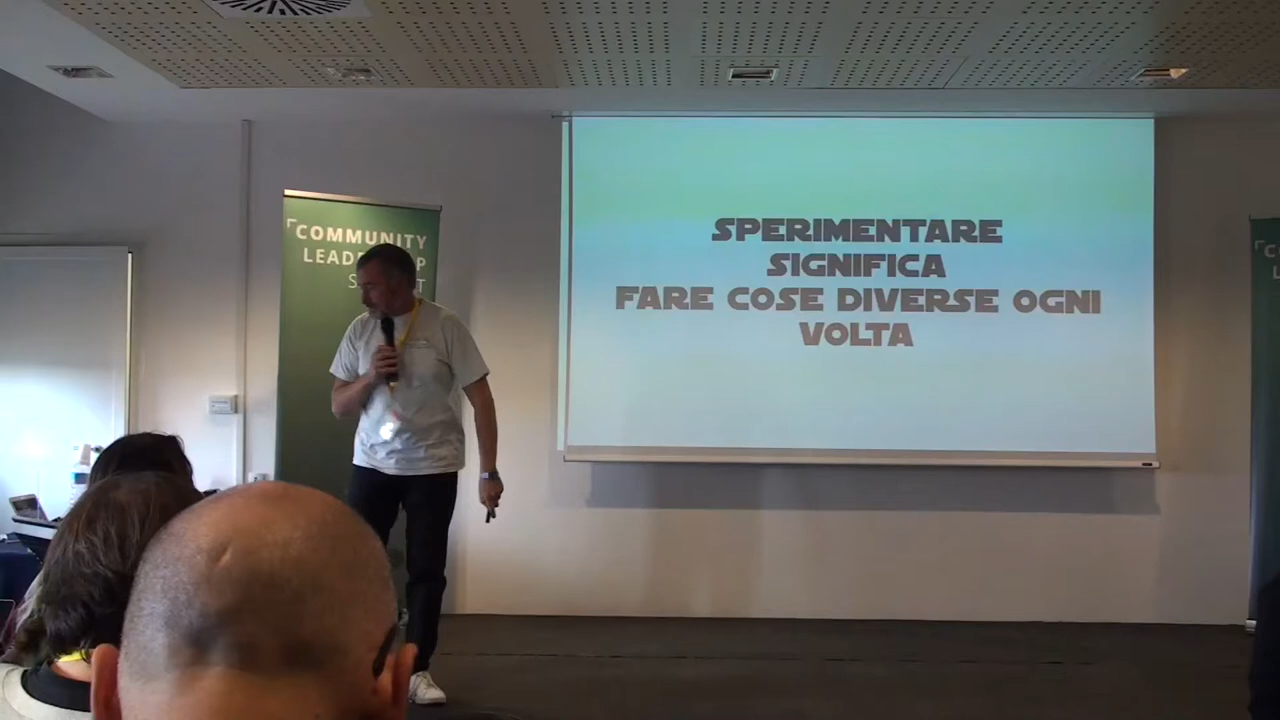 COMMUNITY
SPERIMENTARE
SIGNIFICA
FARE COSE DIVERSE OGNI
VOLTA